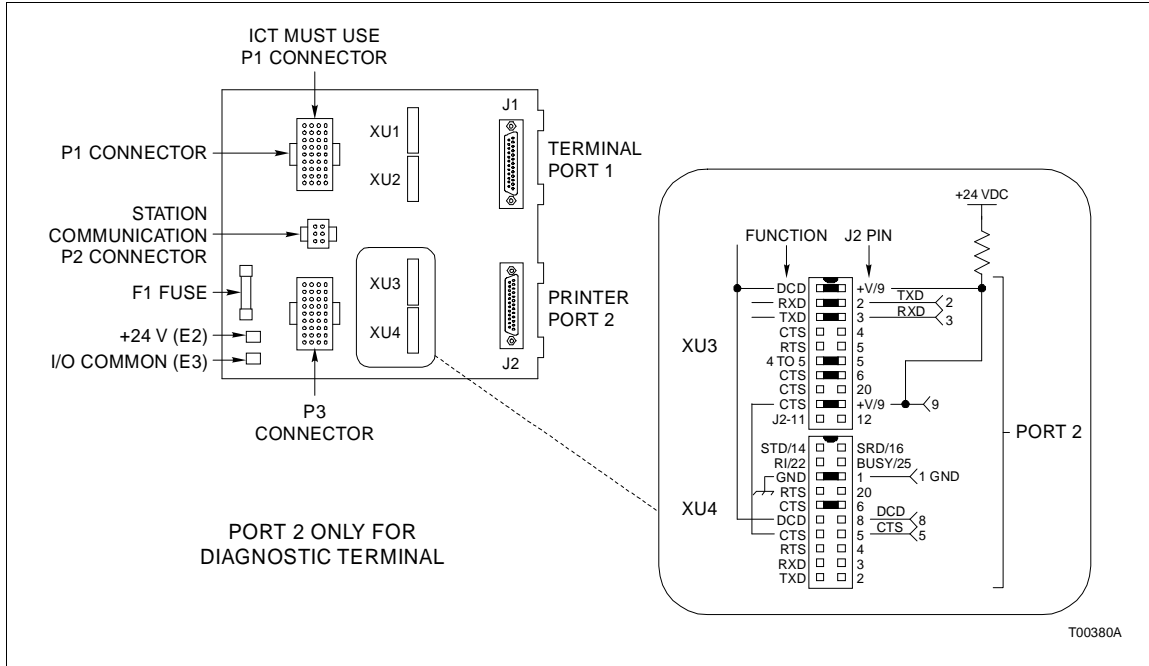 ICT MUST USE
P1 CONNECTOR
J1
XU1
P1 CONNECTOR
TERMINAL
PORT 1
XU2
STATION
COMMUNICATION
P2 CONNECTOR
XU3
F1 FUSE
PRINTER
PORT 2
XU4
+24 V (E2)
I/O COMMON (E3)
J2
P3
CONNECTOR
PORT 2 ONLY FOR
DIAGNOSTIC TERMINAL
+24 VDC
FUNCTION J2 PIN
XU3
DCD +V/9
RXD 2 TXD 2
TXD 3 RXD 3
CTS 4
RTS 5
4 TO 5 5
CTS 6
CTS 20
CTS +V/9 9
J2-11 12
PORT 2
XU4
STD/14 SRD/16
RI/22 BUSY/25
GND 1 1 GND
RTS 20
CTS 6
DCD 8 DCD 8
CTS 5 CTS 5
RTS 4
RXD 3
TXD 2
T00380A